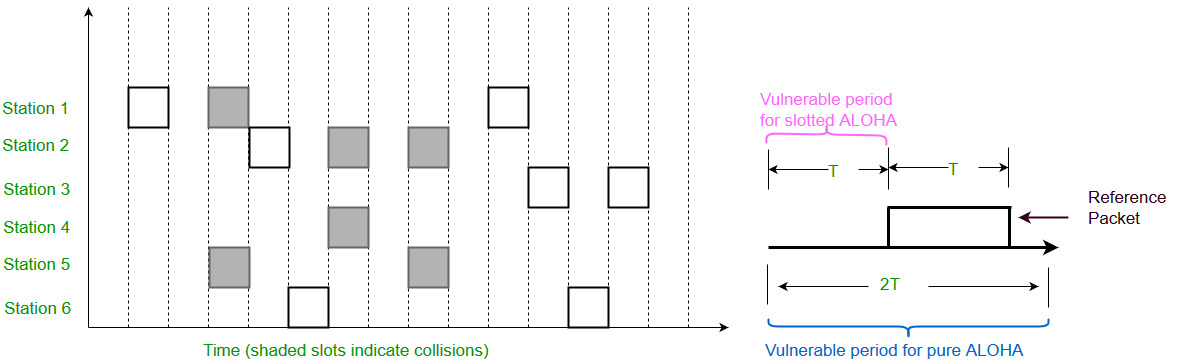 Station 1
Station 2
Station 3
Station 4
Station 5
Station 6
Time (shaded slots indicate collisions)
Vulnerable period
for slotted ALOHA
T
T
Reference
Packet
2T
Vulnerable period for pure ALOHA